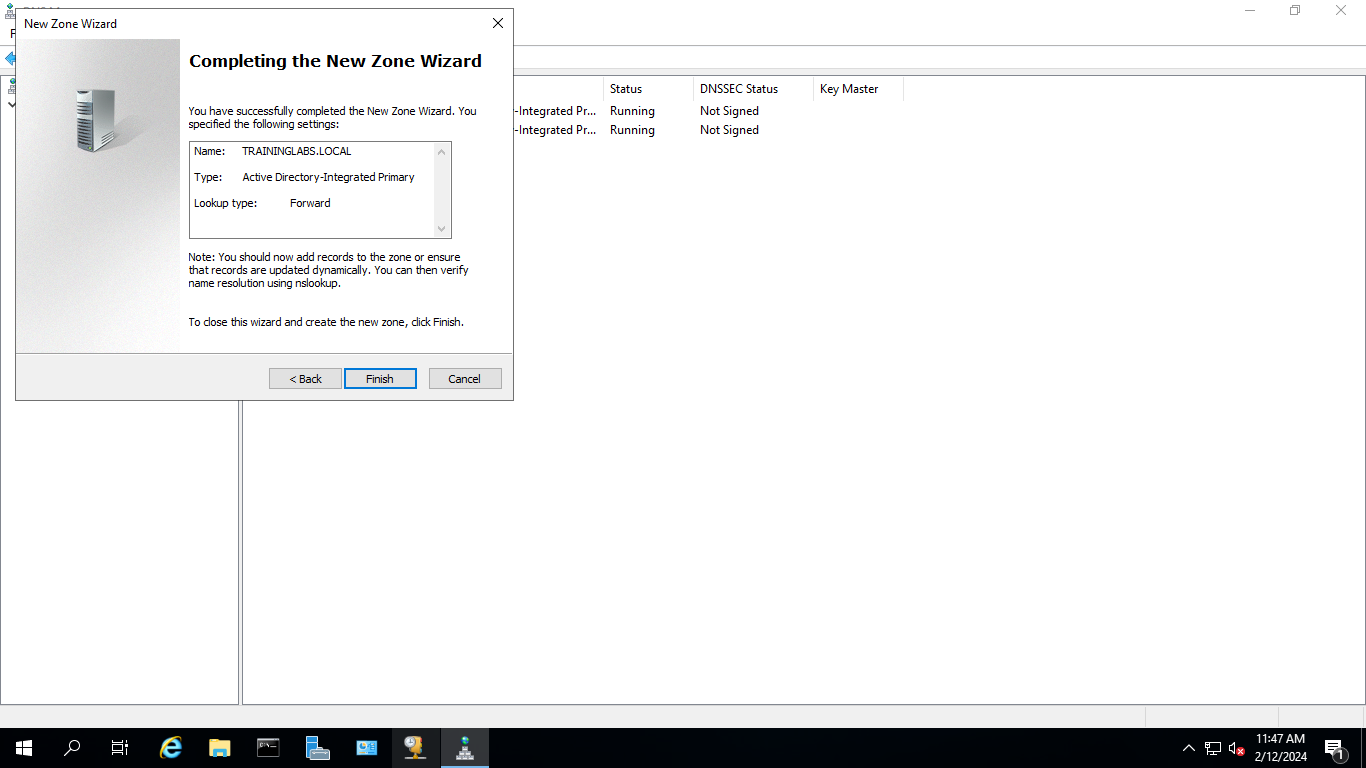 New Zone Wizard
Completing the New Zone Wizard
You have successfully completed the New Zone Wizard. You
specified the following settings:
Name: TRAININGLABS.LOCAL
Type: Active Directory-Integrated Primary
Lookup type: Forward
Note: You should now add records to the zone or ensure
that records are updated dynamically. You can then verify
name resolution using nslookup.
To close this wizard and create the new zone, click Finish.
< Back Finish Cancel
Status DNSSEC Status Key Master
-Integrated Pr... Running Not Signed
-Integrated Pr... Running Not Signed
11:47 AM
2/12/2024
1